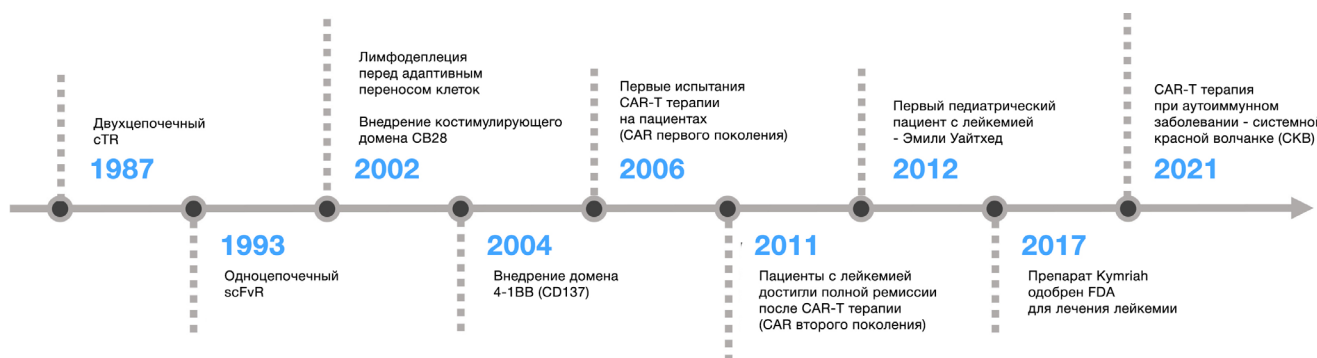 Двухцепочечный
cTR
1987
1993
Одноцепочечный
scFvR
Лимфодеплеция
перед адаптивным
переносом клеток
Внедрение костимулирующего
домена CB28
2002
2004
Внедрение домена
4-1BB (CD137)
Первые испытания
CAR-T терапии
на пациентах
(CAR первого поколения)
2006
2011
Пациенты с лейкемией
достигли полной ремиссии
после CAR-T терапии
(CAR второго поколения)
Первый педиатрический
пациент с лейкемией
- Эмили Уайтхед
2012
2017
Препарат Kymriah
одобрен FDA
для лечения лейкемии
CAR-T терапия
при аутоиммунном
заболевании - системной
красной волчанке (СКВ)
2021